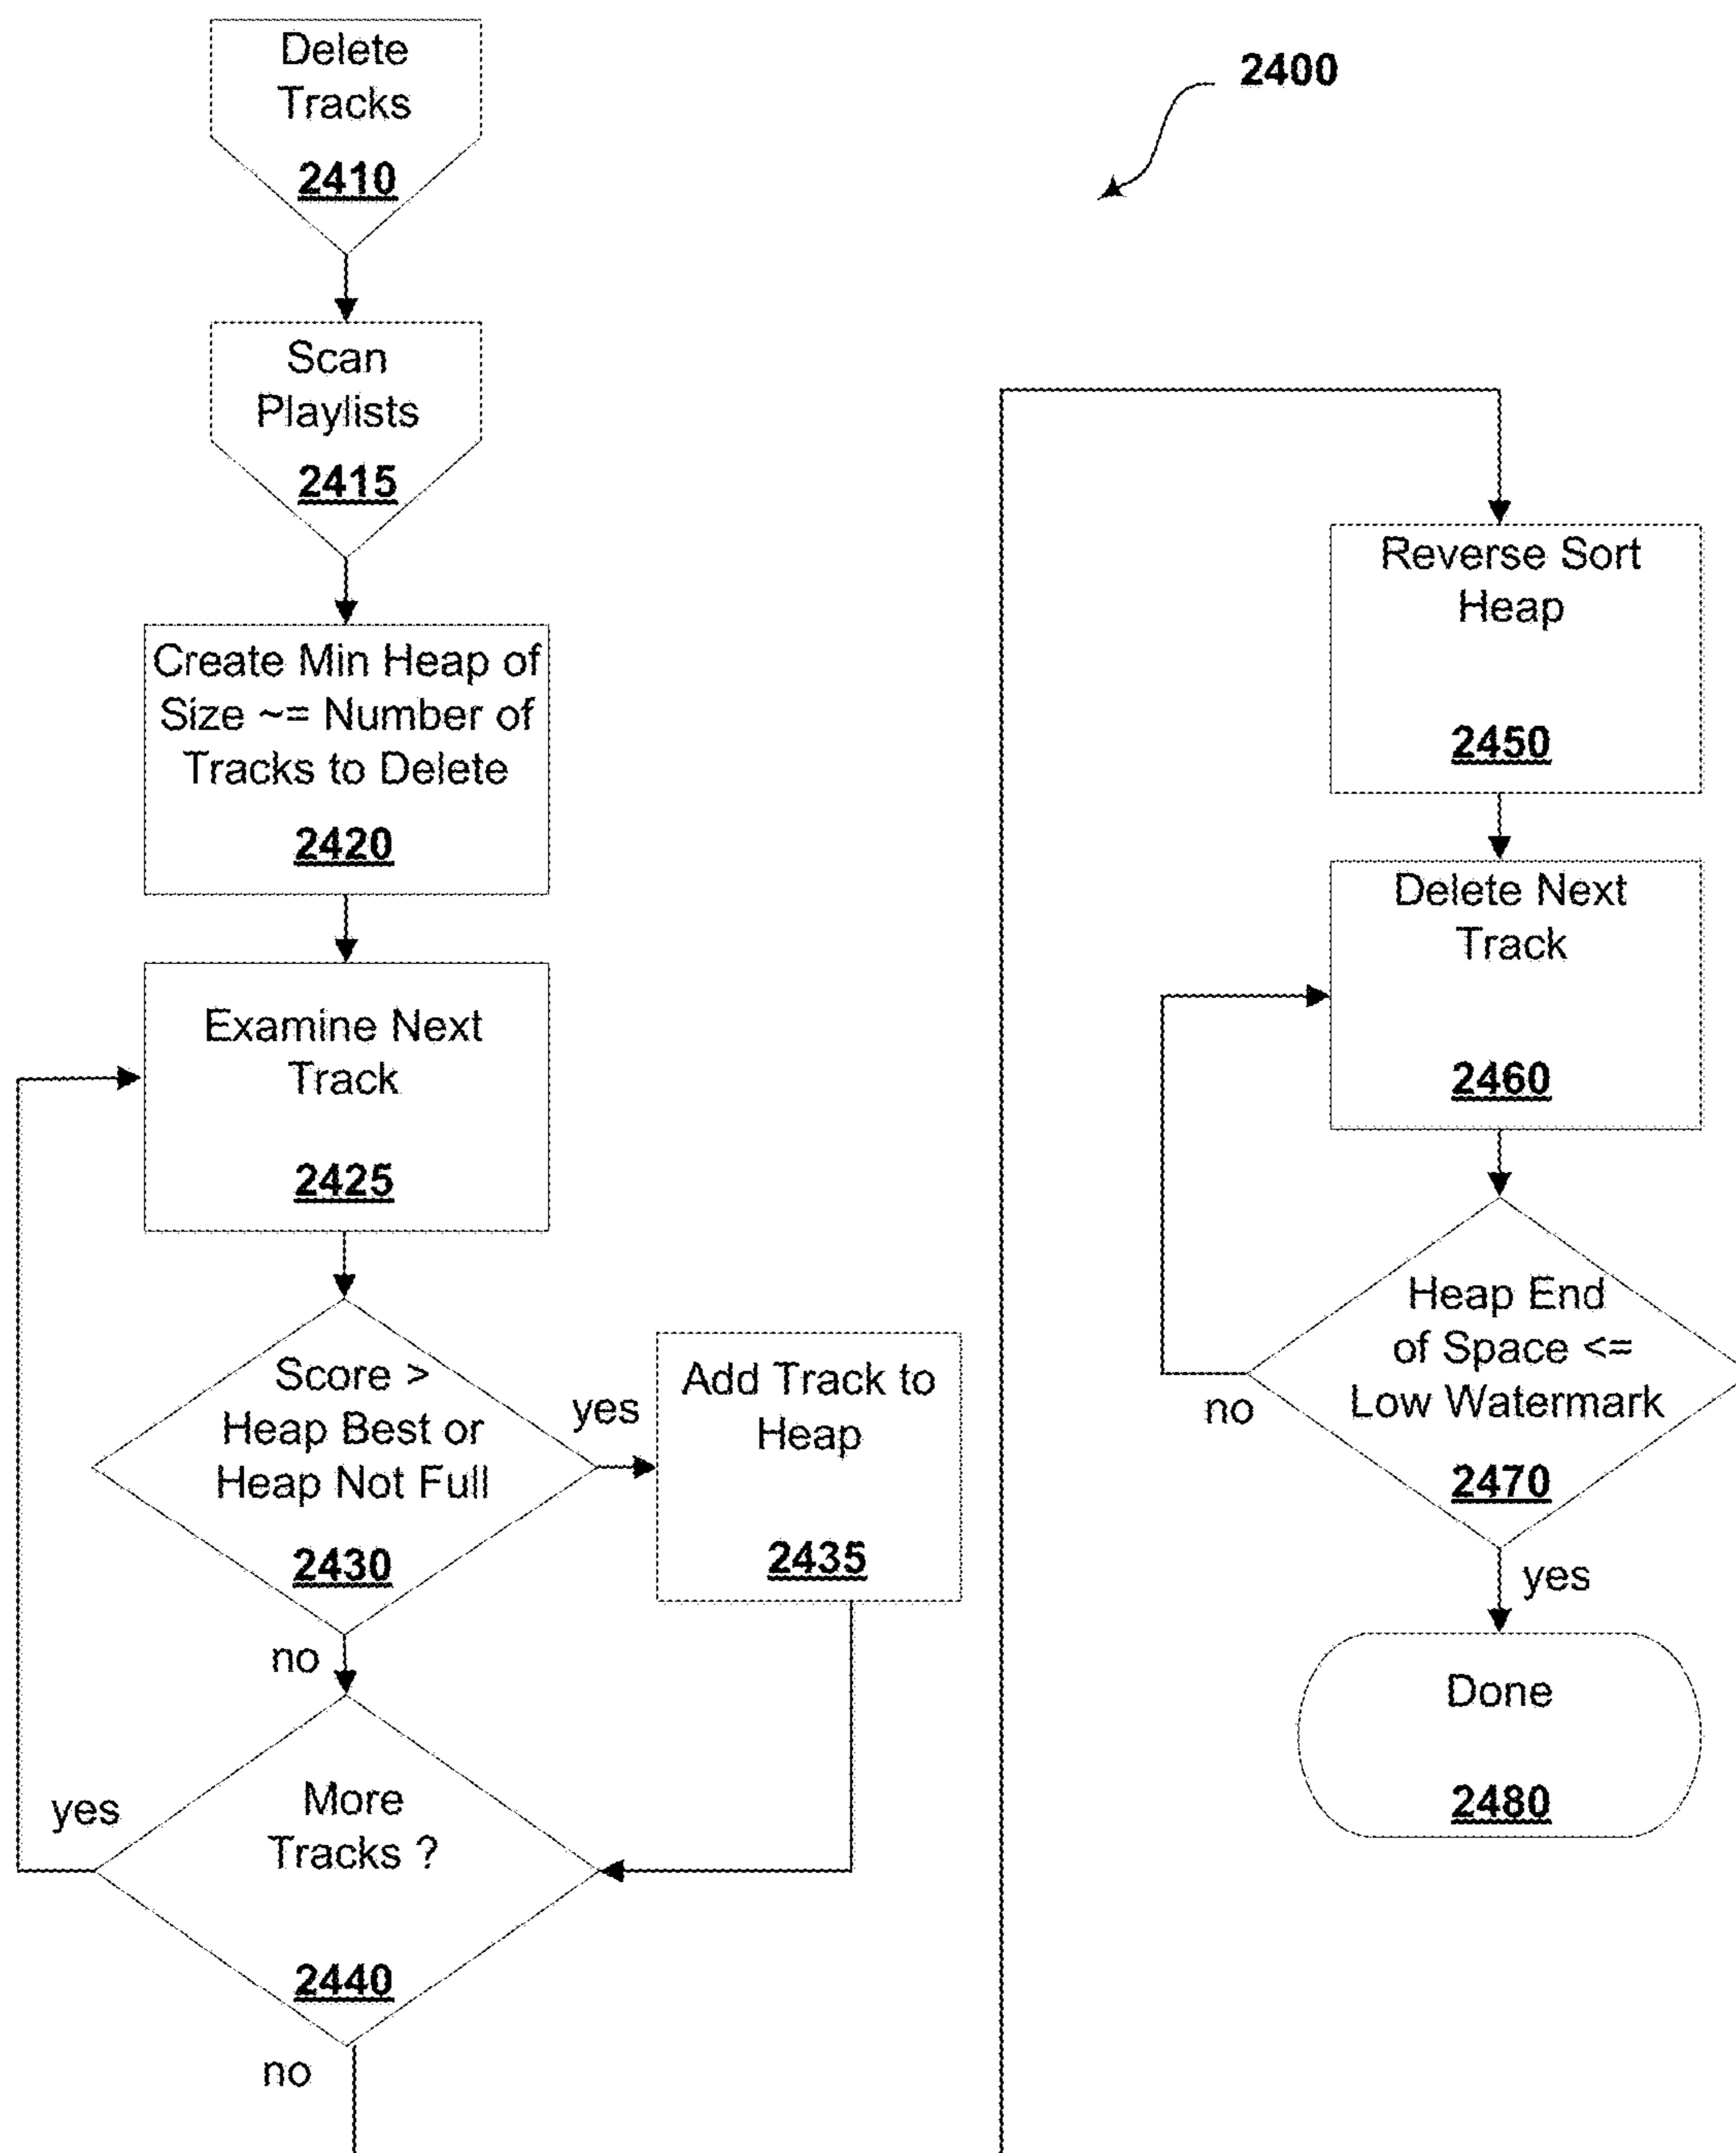 Delete
Tracks
2410
2400
Scan
Playlists
2415
Create Min Heap of
Size ~= Number of
Tracks to Delete
2420
Examine Next
Track
2425
Score >
Heap Best or
Heap Not Full
2430
yes
no
Add Track to
Heap
2435
More
Tracks ?
2440
yes
no
Reverse Sort
Heap
2450
Delete Next
Track
2460
Heap End
of Space <=
Low Watermark
2470
no
yes
Done
2480